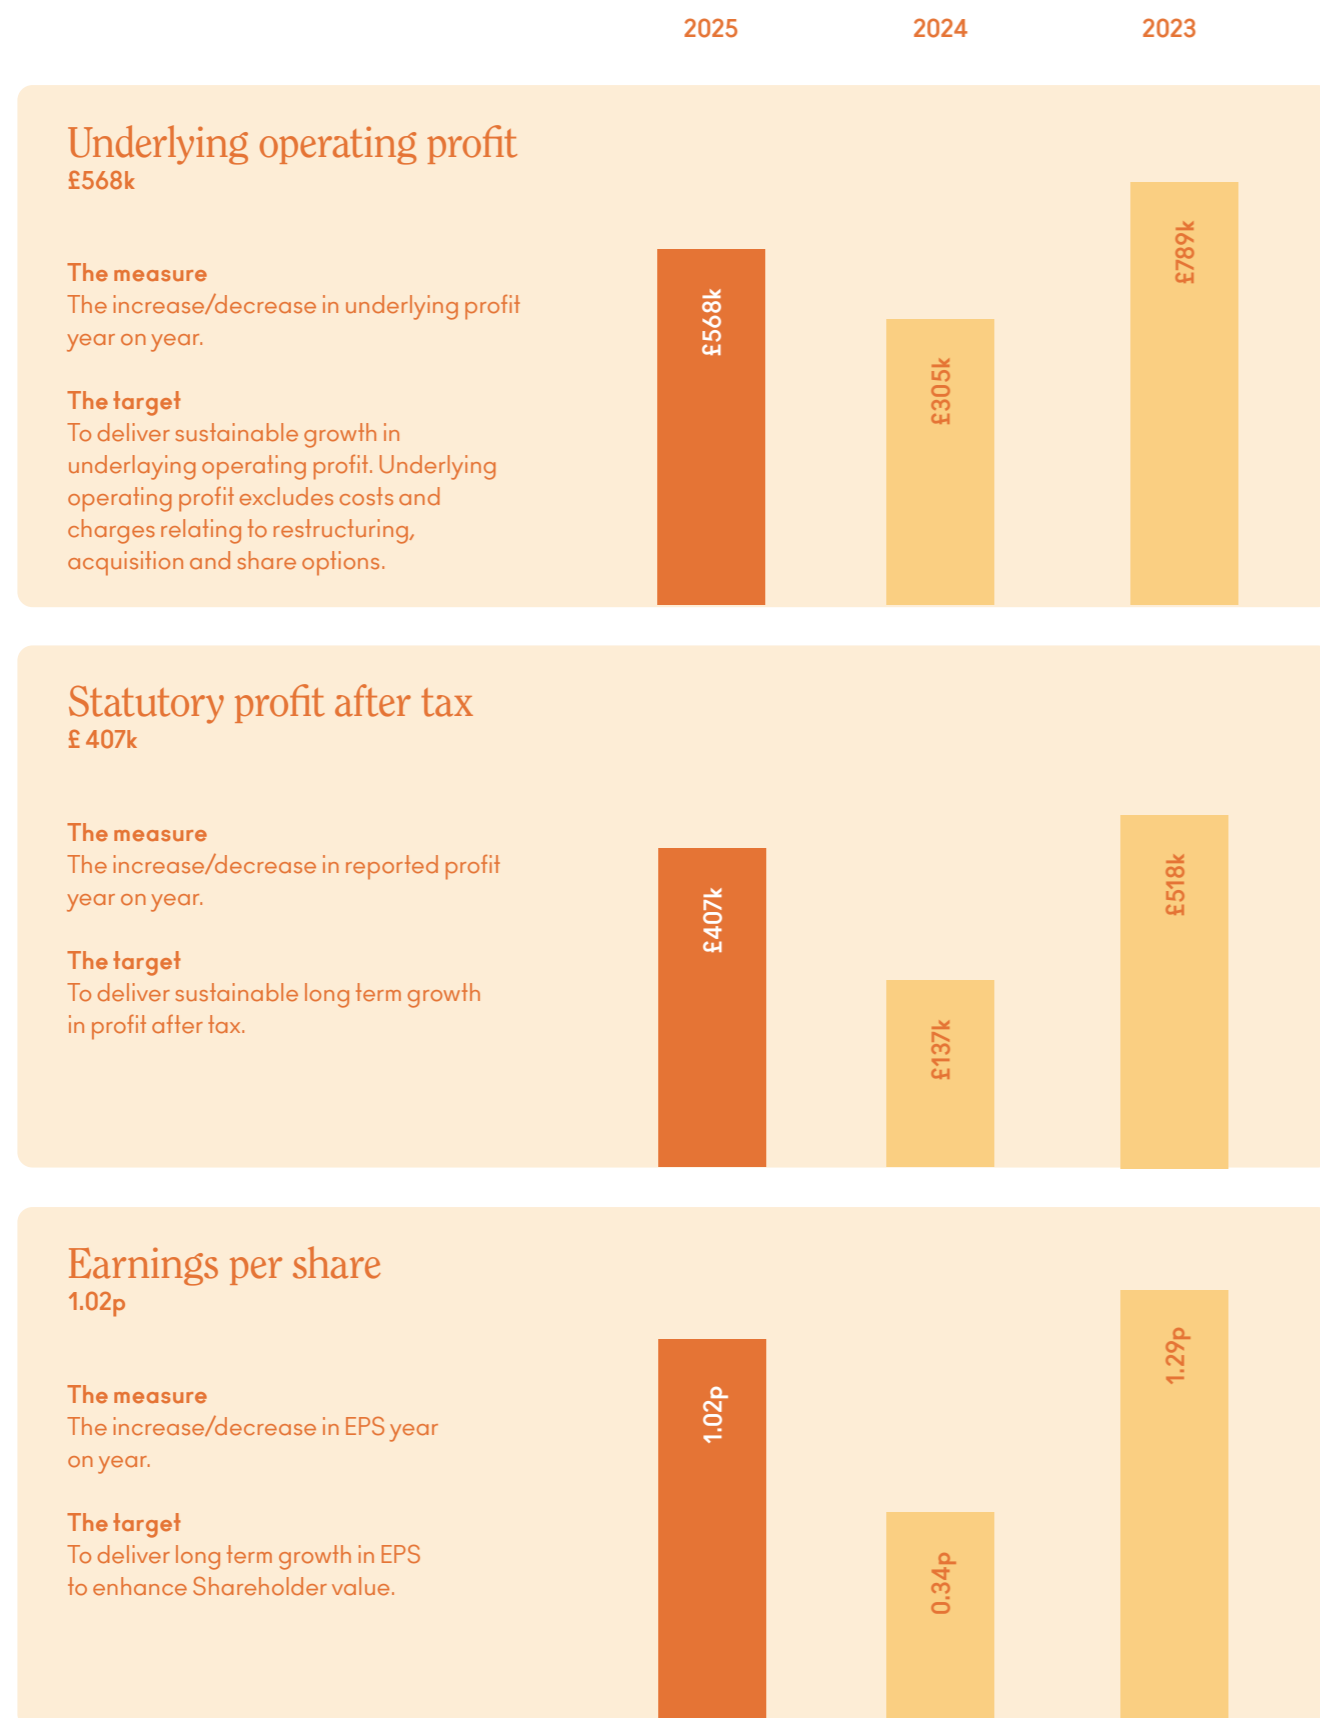 2025 2024 2023
Underlying operating profit
£568k
The measure
The increase/decrease in underlying profit
year on year.
The target
To deliver sustainable growth in
underlaying operating profit. Underlying
operating profit excludes costs and
charges relating to restructuring,
acquisition and share options.
£568k
£305k
£789k
Statutory profit after tax
£ 407k
The measure
The increase/decrease in reported profit
year on year.
The target
To deliver sustainable long term growth
in profit after tax.
£407k
£137k
£518k
Earnings per share
1.02p
The measure
The increase/decrease in EPS year
on year.
The target
To deliver long term growth in EPS
to enhance Shareholder value.
1.02p
0.34p
1.29p